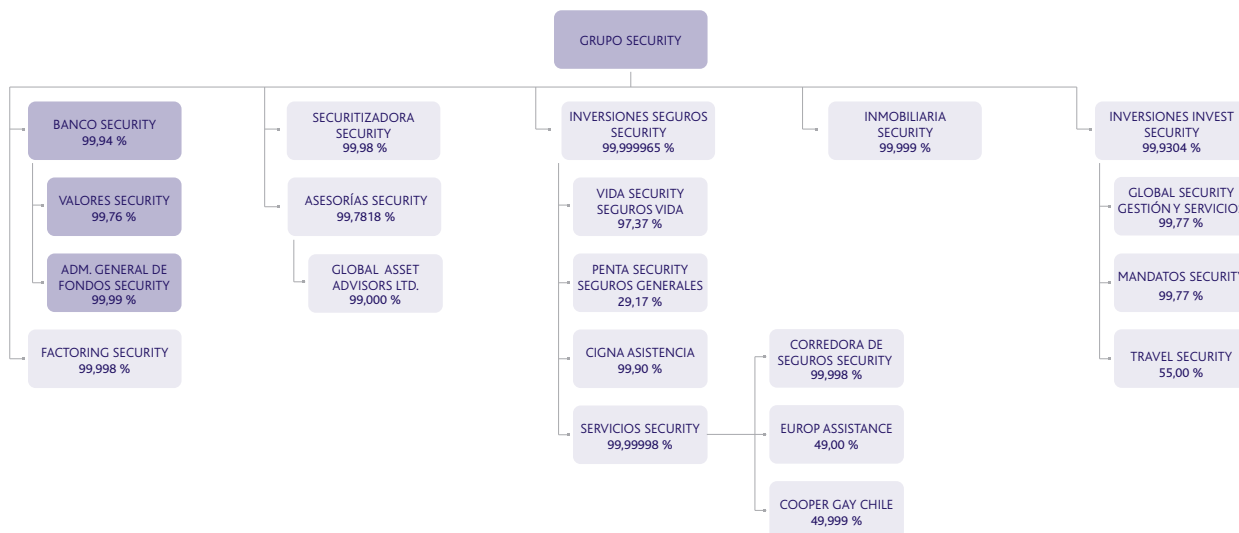 GRUPO SECURITY
BANCO SECURITY
99,94 %
VALORES SECURITY
99,76 %
ADM. GENERAL DE
FONDOS SECURITY
99,99 %
FACTORING SECURITY
99,998 %
SECURITIZADORA
SECURITY
99,98 %
ASESORÍAS SECURITY
99,7818 %
GLOBAL ASSET
ADVISORS LTD.
99,000 %
INVERSIONES SEGUROS
SECURITY
99,999965 %
VIDA SECURITY
SEGUROS VIDA
97,37 %
PENTA SECURITY
SEGUROS GENERALES
29,17 %
CIGNA ASISTENCIA
99,90 %
SERVICIOS SECURITY
99,99998 %
CORREDORA DE
SEGUROS SECURITY
99,998 %
EUROP ASSISTANCE
49,00 %
COOPER GAY CHILE
49,999 %
INMOBILIARIA
SECURITY
99,999 %
INVERSIONES INVEST
SECURITY
99,9304 %
GLOBAL SECURITY
GESTIÓN Y SERVICIOS
99,77 %
MANDATOS SECURITY
99,77 %
TRAVEL SECURITY
55,00 %